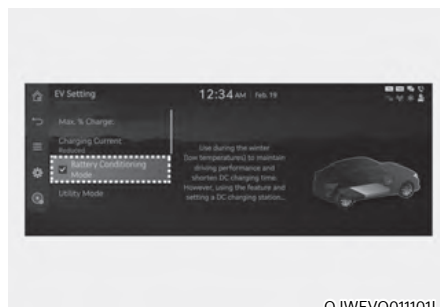 EV Setting
12:34 AM Feb. 19
Max. % Charge
Charging Current
Reduced
Battery Conditioning
Mode
Utility Mode
Use during the winter
(low temperatures) to maintain
driving performance and
shorten DC charging time.
However, using the feature and
setting a DC charging station...